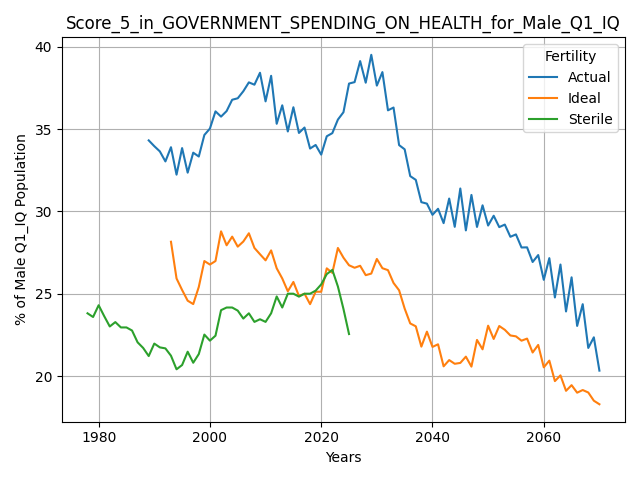 Score_5_in_GOVERNMENT_SPENDING_ON_HEALTH_for_Male_Q1_IQ
Fertility
Actual
Ideal
Sterile
% of Male Q1_IQ Population
40
35
30
25
20
1980
2000
2020
2040
2060
Years